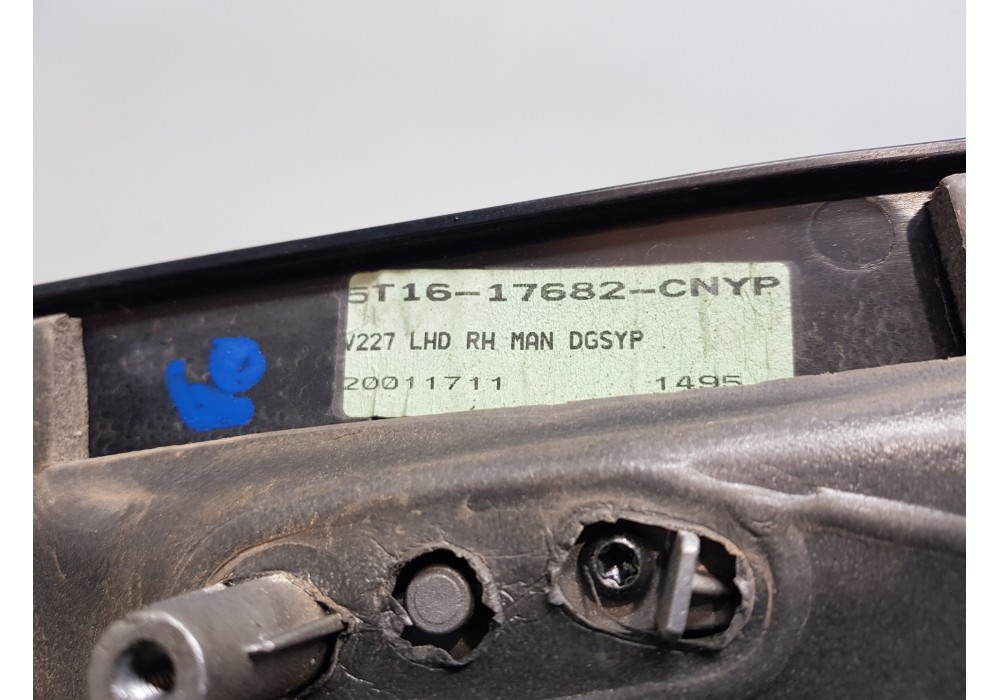 5T16-17682-CNYP
V227 LHD RH MAN DGSYP
20011711 1495